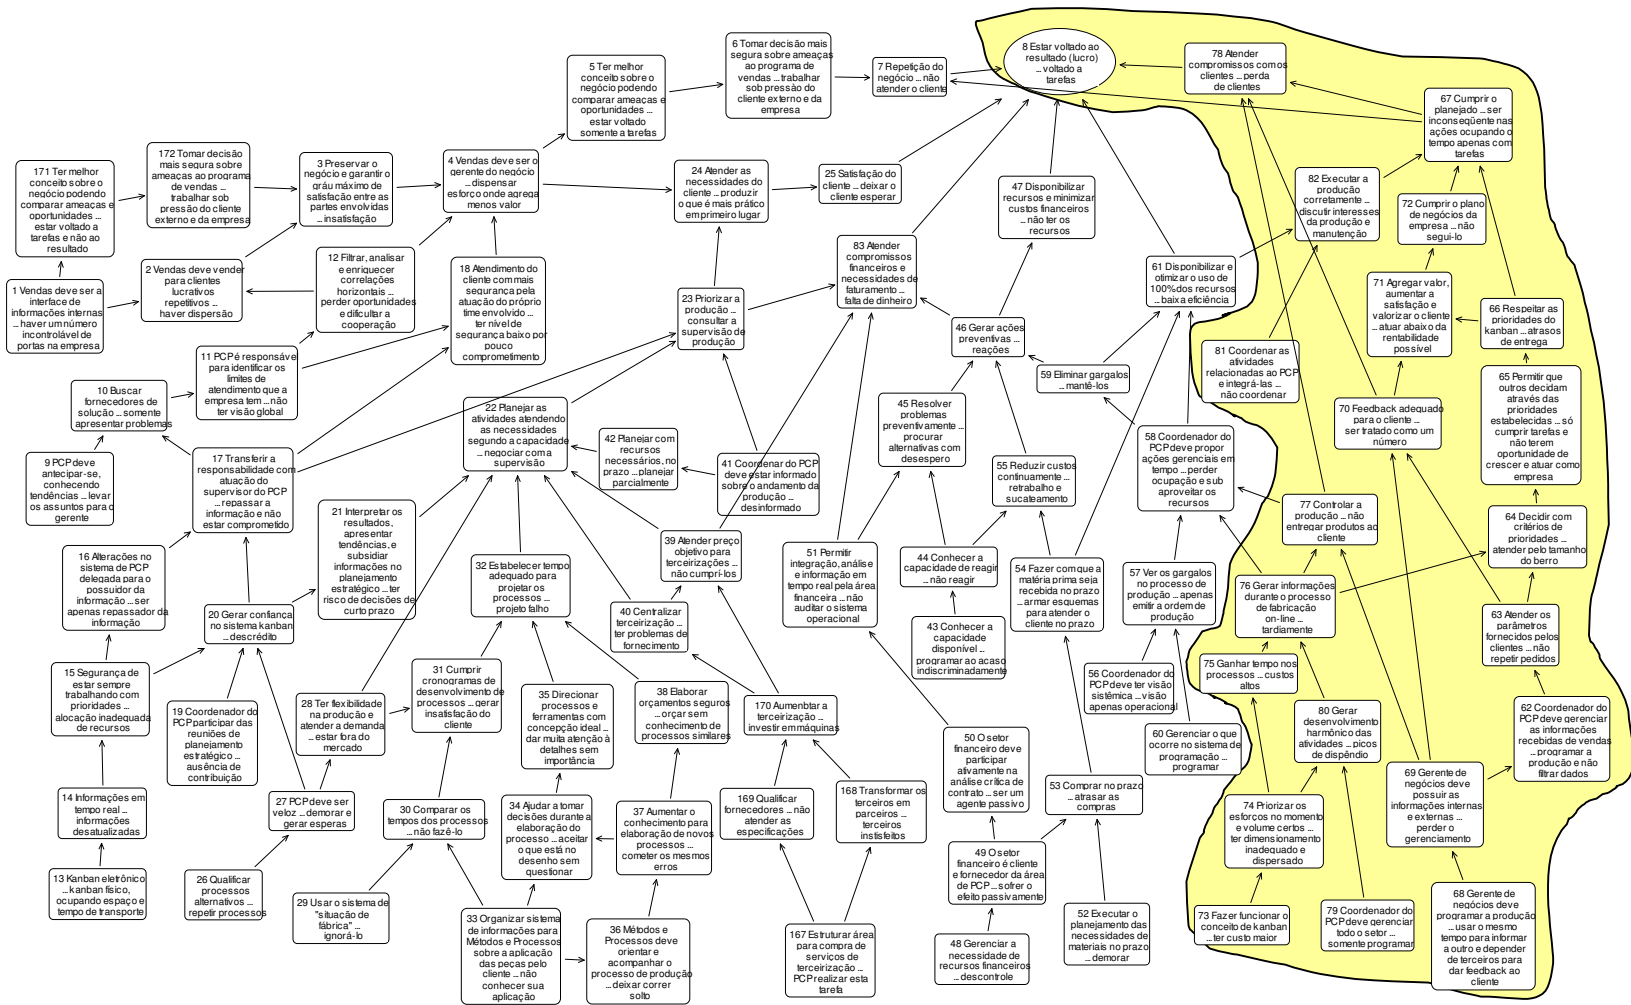 6 Tomar decisão mais
segura sobre ameaças
ao programa de
vendas ... trabalhar
sob pressão do
cliente externo e da
empresa
8 Estar voltado ao
resultado (lucro)
... voltado a
tarefas
78 Atender
compromissos com os
clientes ... perda
de clientes
5 Ter melhor
conceito sobre o
negócio podendo
comparar ameaças e
oportunidades ...
estar voltado
somente a tarefas
7 Repetição do
negócio ... não
atender o cliente
67 Cumprir o
planejado ... ser
inconseqüente nas
ações ocupando o
tempo apenas com
tarefas
171 Ter melhor
conceito sobre o
negócio podendo
comparar ameaças e
oportunidades ...
estar voltado a
tarefas e não ao
resultado
172 Tomar decisão
mais segura sobre
ameaças ao programa
de vendas ...
trabalhar sob
pressão do cliente
externo e da empresa
3 Preservar o
negócio e garantir o
gráu máximo de
satisfação entre as
partes envolvidas
... insatisfação
4 Vendas deve ser o
gerente do negócio
... dispensar
esforço onde agrega
menos valor
24 Atender as
necessidades do
cliente ... produzir
o que é mais prático
em primeiro lugar
25 Satisfação do
cliente ... deixar o
cliente esperar
47 Disponibilizar
recursos e minimizar
custos financeiros
... não ter os
recursos
82 Executar a
produção
corretamente ...
discutir interesses
da produção e
manutenção
72 Cumprir o plano
de negócios da
empresa ... não
segui-lo
1 Vendas deve ser a
interface de
informações internas
... haver um número
incontrolável de
portas na empresa
2 Vendas deve vender
para clientes
lucrativos
repetitivos ...
haver dispersão
12 Filtrar, analisar
e enriquecer
correlações
horizontais ...
perder oportunidades
e dificultar a
cooperação
18 Atendimento do
cliente com mais
segurança pela
atuação do próprio
time envolvido ...
ter nível de
segurança baixo por
pouco
comprometimento
23 Priorizar a
produção ...
consultar a
supervisão de
produção
83 Atender
compromissos
financeiros e
necessidades de
faturamento ...
falta de dinheiro
61 Disponibilizar e
otimizar o uso de
100% dos recursos
... baixa eficiência
71 Agregar valor,
aumentar a
satisfação e
valorizar o cliente
... atuar abaixo da
rentabilidade
possível
66 Respeitar as
prioridades do
kanban ... atrasos
de entrega
46 Gerar ações
preventivas ...
reações
59 Eliminar gargalos
... mantê-los
81 Coordenar as
atividades
relacionadas ao PCP
e integrá-las ...
não coordenar
11 PCP é responsáve
para identificar os
limites de
atendimento que a
empresa tem ... não
ter visão global
10 Buscar
fornecedores de
solução ... somente
apresentar problemas
65 Permitir que
outros decidam
através das
prioridades
estabelecidas ... só
cumprir tarefas e
não terem
oportunidade de
crescer e atuar como
empresa
22 Planejar as
atividades atendendo
as necessidades
segundo a capacidade
... negociar com a
supervisão
45 Resolver
problemas
preventivamente ...
procurar
alternativas com
desespero
70 Feedback adequado
para o cliente ...
ser tratado como um
número
9 PCP deve
antecipar-se,
conhecendo
tendências ... levar
os assuntos para o
gerente
17 Transferir a
responsabilidade com
atuação do
supervisor do PCP
... repassar a
informação e não
estar comprometido
42 Planejar com
recursos
necessários, no
prazo ... planejar
parcialmente
41 Coordenar do PCP
deve estar informado
sobre o andamento da
produção ...
desinformado
55 Reduzir custos
continuamente ...
retrabalho e
sucateamento
58 Coordenador do
PCP deve propor
ações gerenciais em
tempo ... perder
ocupação e sub
aproveitar os
recursos
77 Controlar a
produção ... não
entregar produtos ao
cliente
64 Decidir com
critérios de
prioridades ...
atender pelo tamanho
do berro
21 Interpretar os
resultados,
apresentar
tendências, e
subsidiar
informações no
planejamento
estratégico ... ter
risco de decisões de
curto prazo
16 Alterações no
sistema de PCP
delegada para o
possuidor da
informação ... ser
apenas repassador da
informação
32 Estabelecer tempo
adequado para
projetar os
processos ...
projeto falho
39 Atender preço
objetivo para
terceirizações ...
não cumprí-los
51 Permitir
integração, análise
e informação em
tempo real pela área
financeira ... não
auditar o sistema
operacional
44 Conhecer a
capacidade de reagir
... não reagir
54 Fazer com que a
matéria prima seja
recebida no prazo
... armar esquemas
para atender o
cliente no prazo
57 Ver os gargalos
no processo de
produção ... apenas
emitir a ordem de
produção
76 Gerar informações
durante o processo
de fabricação
on-line ...
tardiamente
20 Gerar confiança
no sistema kanban
... descrédito
40 Centralizar
terceirização ...
ter problemas de
fornecimento
43 Conhecer a
capacidade
disponível ...
programar ao acaso
indiscriminadamente
63 Atender os
parâmetros
fornecidos pelos
clientes ... não
repetir pedidos
15 Segurança de
estar sempre
trabalhando com
prioridades ...
alocação inadequada
de recursos
31 Cumprir
cronogramas de
desenvolvimento de
processos ... gerar
insatisfação do
cliente
56 Coordenador do
PCP deve ter visão
sistêmica ... visão
apenas operacional
75 Ganhar tempo nos
processos ... custos
altos
19 Coordenador do
PCP participar das
reuniões de
planejamento
estratégico ...
ausência de
contribuição
28 Ter flexibilidade
na produção e
atender a demanda
... estar fora do
mercado
35 Direcionar
processos e
ferramentas com
concepção ideal ...
dar muita atenção à
detalhes sem
importância
38 Elaborar
orçamentos seguros
... orçar sem
conhecimento de
processos similares
170 Aumenbtar a
terceirização ...
investir em máquinas
50 O setor
financeiro deve
participar
ativamente na
análise crítica de
contrato ... ser um
agente passivo
60 Gerenciar o que
ocorre no sistema de
programação ...
programar
80 Gerar
desenvolvimento
harmônico das
atividades ... picos
de dispêndio
62 Coordenador do
PCP deve gerenciar
as informações
recebidas de vendas
... programar a
produção e não
filtrar dados
14 Informações em
tempo real ...
informações
desatualizadas
27 PCP deve ser
veloz ... demorar e
gerar esperas
30 Comparar os
tempos dos processos
... não fazê-lo
34 Ajudar a tomar
decisões durante a
elaboração do
processo ... aceitar
o que está no
desenho sem
questionar
37 Aumentar o
conhecimento para
elaboração de novos
processos ...
cometer os mesmos
erros
169 Qualificar
fornecedores ... não
atender as
especificações
168 Transformar os
terceiros em
parceiros ...
terceiros
instisfeitos
53 Comprar no prazo
... atrasar as
compras
74 Priorizar os
esforços no momento
e volume certos ...
ter dimensionamento
inadequado e
dispersado
69 Gerente de
negócios deve
possuir as
informações internas
e externas ...
perder o
gerenciamento
13 Kanban eletrônico
... kanban físico,
ocupando espaço e
tempo de transporte
26 Qualificar
processos
alternativos ...
repetir processos
29 Usar o sistema de
"situação de
fábrica" ...
ignorá-lo
33 Organizar sistema
de informações para
Métodos e Processos
sobre a aplicação
das peças pelo
cliente ... não
conhecer sua
aplicação
36 Métodos e
Processos deve
orientar e
acompanhar o
processo de produção
... deixar correr
solto
167 Estruturar área
para compra de
serviços de
terceirização ...
PCP realizar esta
tarefa
49 O setor
financeiro é cliente
e fornecedor da área
de PCP ... sofrer o
efeito passivamente
48 Gerenciar a
necessidade de
recursos financeiros
... descontrole
52 Executar o
planejamento das
necessidades de
materiais no prazo
... demorar
73 Fazer funcionar o
conceito de kanban
... ter custo maior
79 Coordenador do
PCP deve gerenciar
todo o setor ...
somente programar
68 Gerente de
negócios deve
programar a produção
... usar o mesmo
tempo para informar
a outro e depender
de terceiros para
dar feedback ao
cliente